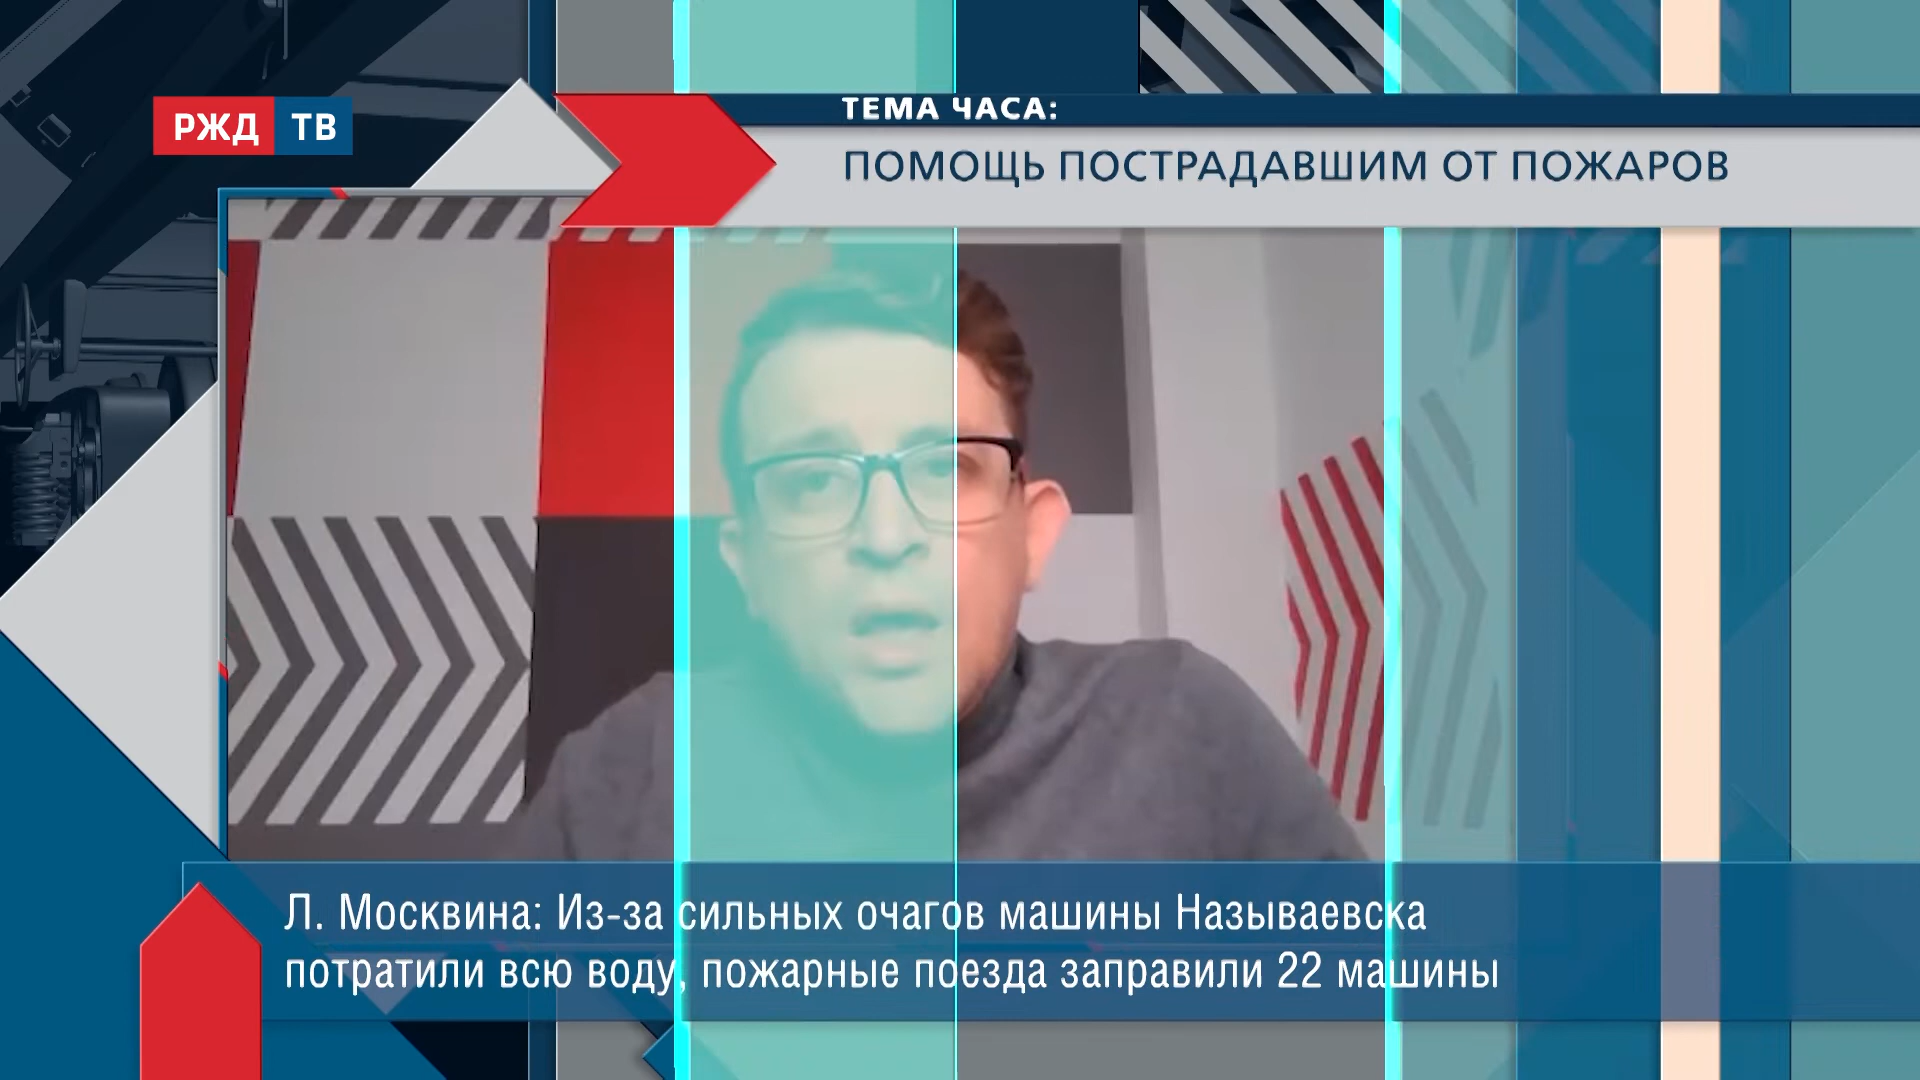 РЖД ТВ
ТЕМА ЧАСА:
ПОМОЩЬ ПОСТРАДАВШИМ ОТ ПОЖАРОВ
Л. Москвина: Из-за сильных очагов машины Называевска
потратили всю воду, пожарные поезда заправили 22 машины